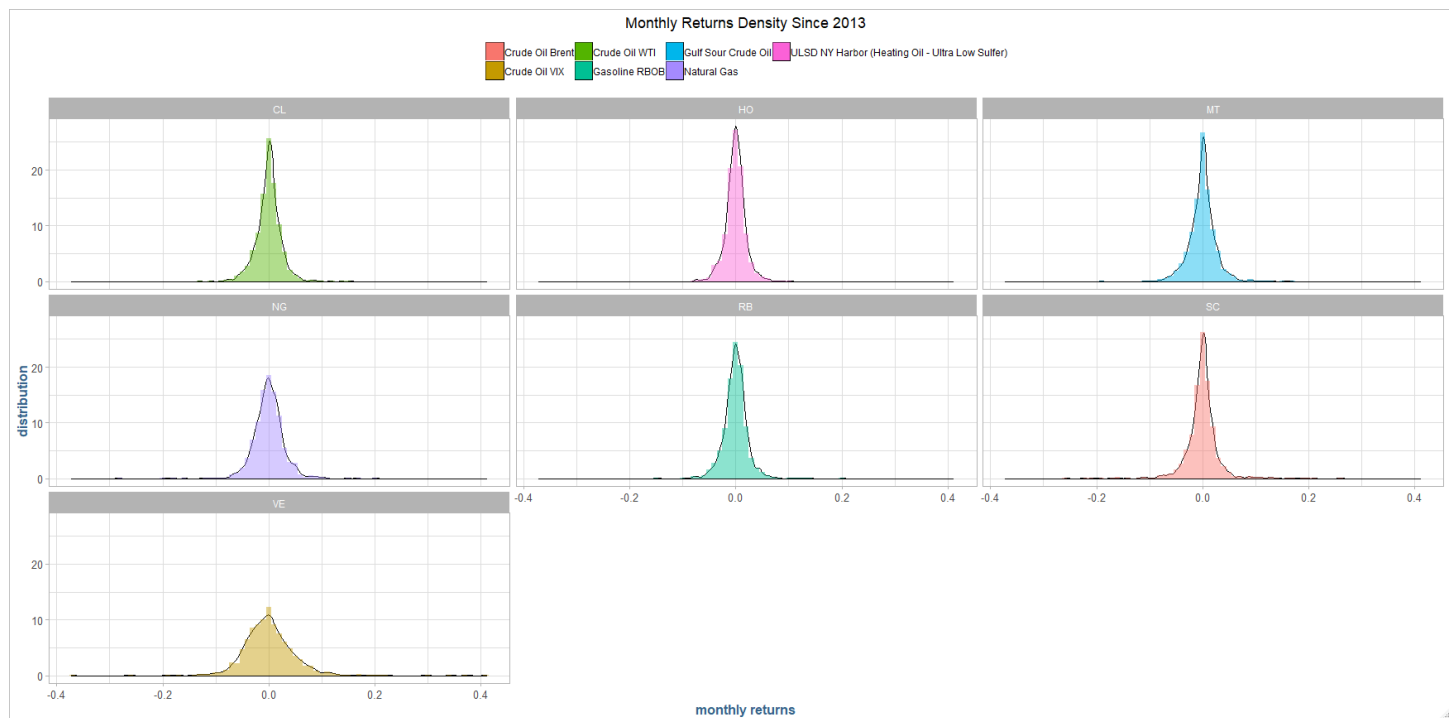 Monthly Returns Density Since 2013
Crude Oil Brent Crude Oil WTI Gulf Sour Crude Oil ULSD NY Harbor (Heating Oil - Ultra Low Sulfer)
Crude Oil VIX Gasoline RBOB Natural Gas
CL HO MT
20
10
0
NG RB SC
20
10
0
-0.4 -0.2 0.0 0.2 0.4 -0.4 -0.2 0.0 0.2 0.4
VE
20
10
0
-0.4 -0.2 0.0 0.2 0.4
distribution
monthly returns